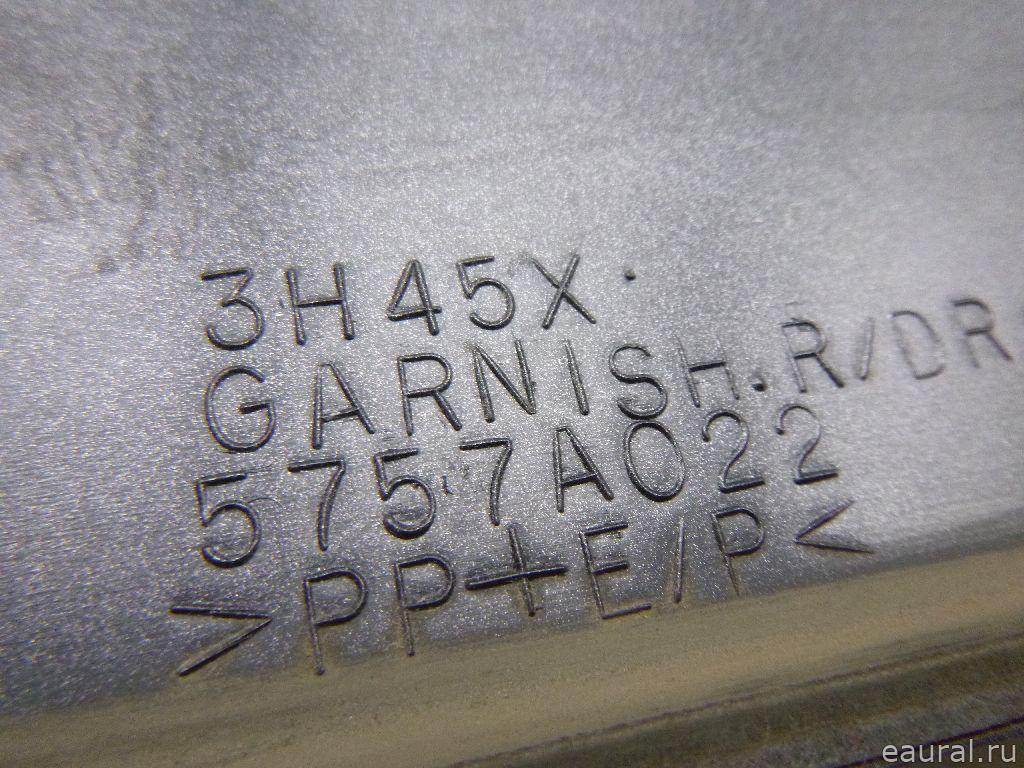 3H45X.
GARNISH.R/DR
5757A022
>PP+E/P<
eaural.ru